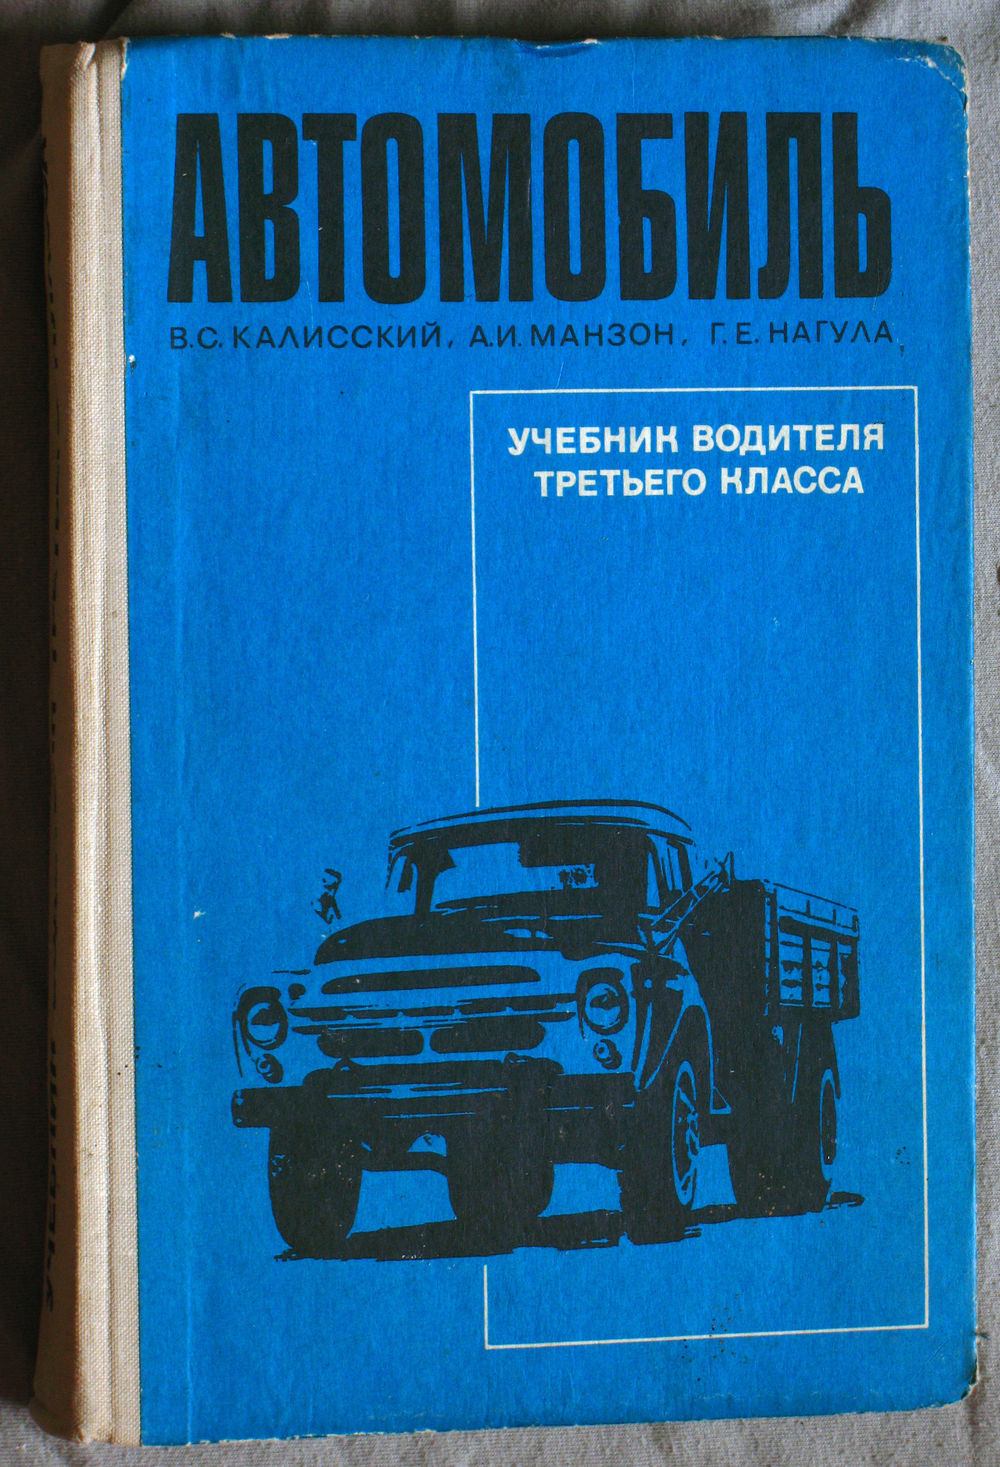 АВТОМОБИЛЬ
В.С. КАЛИССКИЙ, А.И. МАНЗОН, Г.Е. НАГУЛА
УЧЕБНИК ВОДИТЕЛЯ
ТРЕТЬЕГО КЛАССА